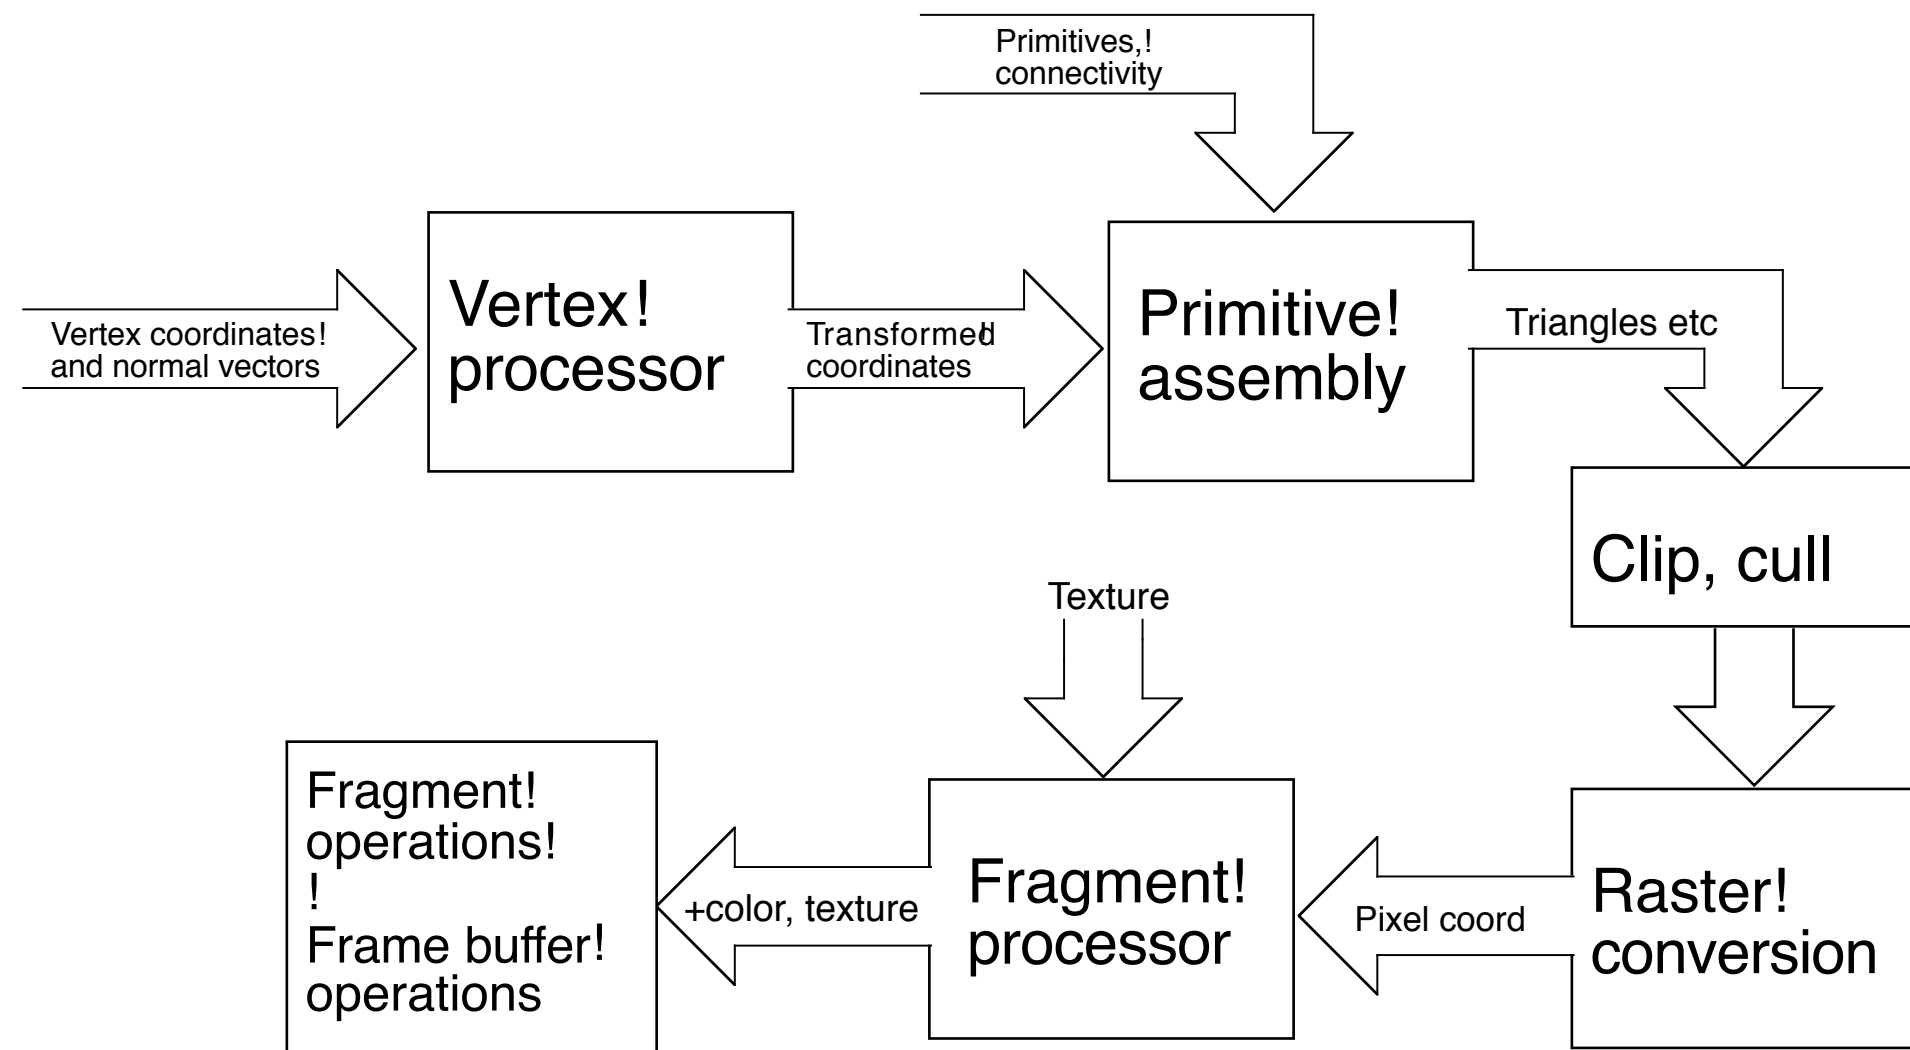 Primitives,!
connectivity
Vertex coordinates!
and normal vectors
Vertex!
processor
Transformed!
coordinates
Primitive!
assembly
Triangles etc
Clip, cull
Texture
Raster!
conversion
Pixel coord
Fragment!
processor
+color, texture
Fragment!
operations!
!
Frame buffer!
operations